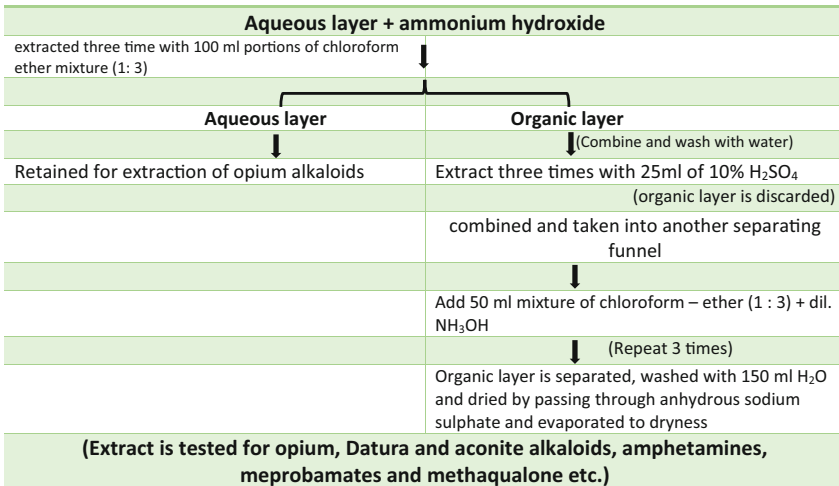 Aqueous layer + ammonium hydroxide
extracted three time with 100 ml portions of chloroform
ether mixture (1: 3)
Aqueous layer
Organic layer
(Combine and wash with water)
Retained for extraction of opium alkaloids
Extract three times with 25ml of 10% H₂SO₄
(organic layer is discarded)
combined and taken into another separating
funnel
Add 50 ml mixture of chloroform – ether (1 : 3) + dil.
NH₃OH
(Repeat 3 times)
Organic layer is separated, washed with 150 ml H₂O
and dried by passing through anhydrous sodium
sulphate and evaporated to dryness
(Extract is tested for opium, Datura and aconite alkaloids, amphetamines,
meprobamates and methaqualone etc.)